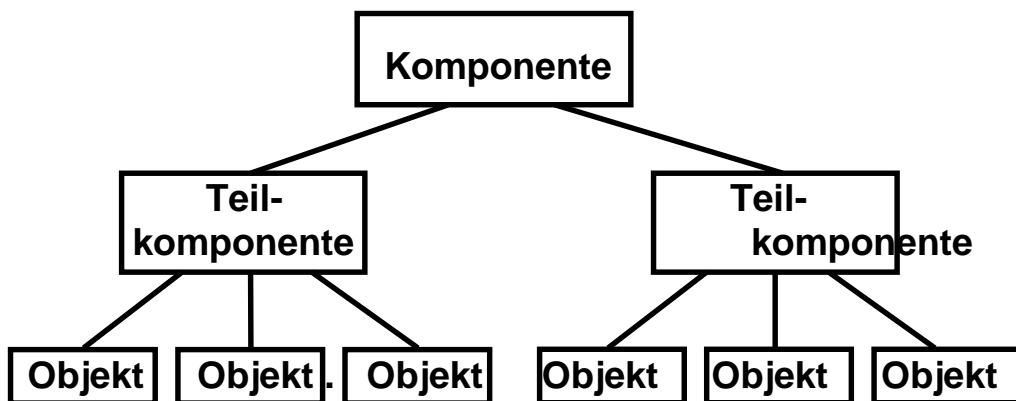 Komponente
Teil-
komponente
Teil-
komponente
Objekt
Objekt .
Objekt
Objekt
Objekt
Objekt